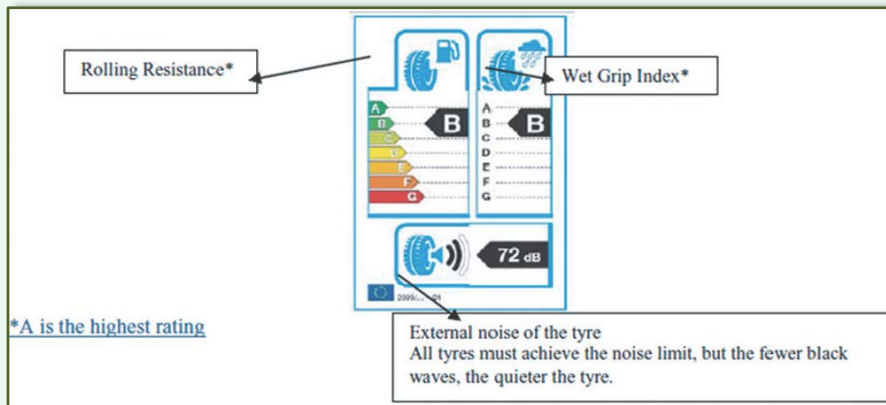 Rolling Resistance*
Wet Grip Index*
A
B
C
D
E
F
G
B
A
B
C
D
E
F
G
B
72 dB
*A is the highest rating
External noise of the tyre
All tyres must achieve the noise limit, but the fewer black
waves, the quieter the tyre.